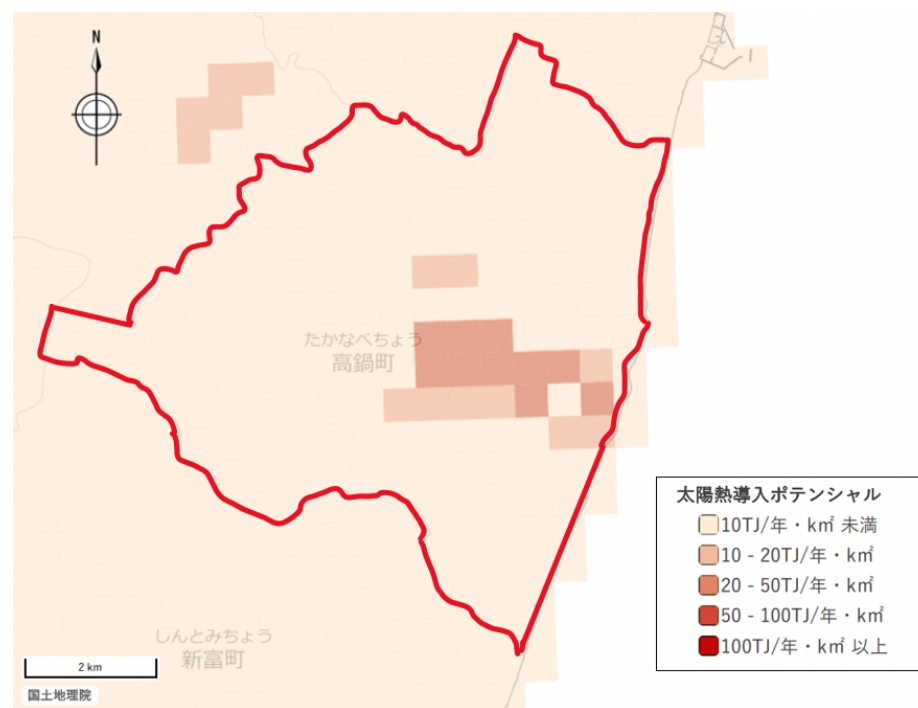 N
たかなべちょう
高鍋町
太陽熱導入ポテンシャル
10TJ/年・k㎡ 未満
10 - 20TJ/年・k㎡
20 - 50TJ/年・k㎡
50 - 100TJ/年・k㎡
100TJ/年・k㎡ 以上
しんとみちょう
新富町
2 km
国土地理院